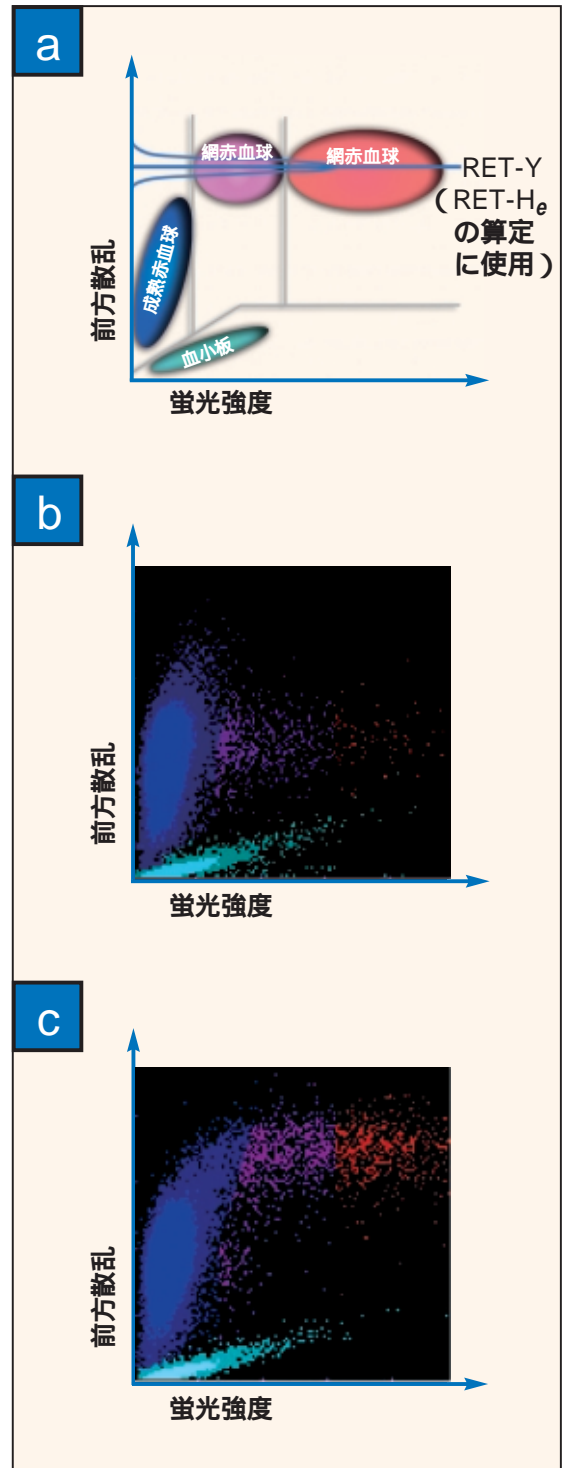 a
網赤血球
網赤血球
RET-Y
（RET-He
の算定
に使用）
成熟赤血球
血小板
前方散乱
蛍光強度
b
前方散乱
蛍光強度
c
前方散乱
蛍光強度